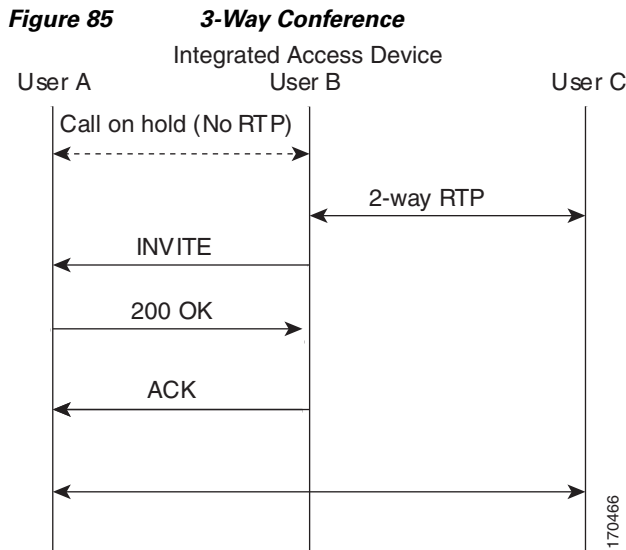 Figure 85 3-Way Conference
Integrated Access Device
User A User B User C
Call on hold (No RTP)
2-way RTP
INVITE
200 OK
ACK
170466